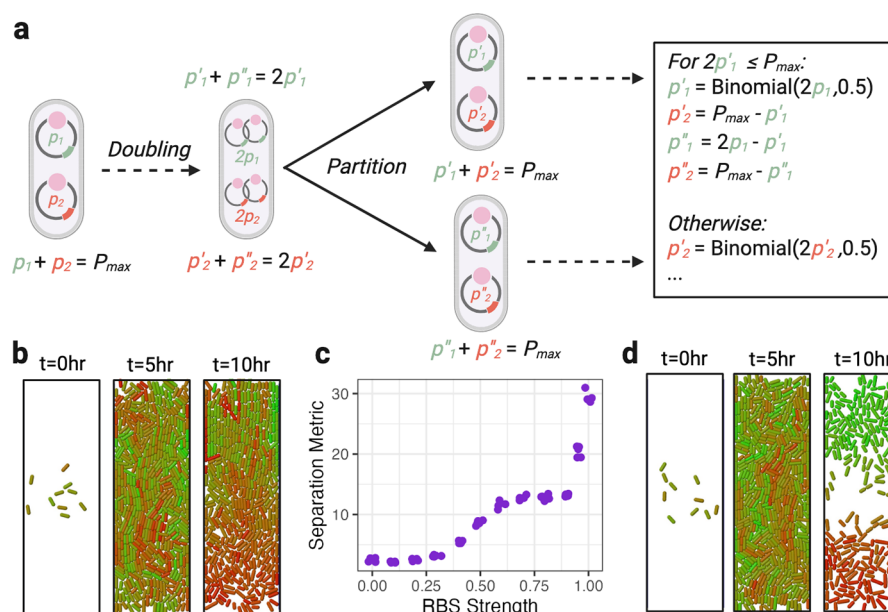 a
p'₁ + p"₁ = 2p'₁
p₁
p₂
p₁ + p₂ = Pmax
Doubling
2p₁
2p₂
p'₂ + p"₂ = 2p'₂
Partition
p'₁
p'₂
p'₁ + p'₂ = Pmax
p"₁
p"₂
p"₁ + p"₂ = Pmax
For 2p'₁ ≤ Pmax:
p'₁ = Binomial(2p₁,0.5)
p'₂ = Pmax - p'₁
p"₁ = 2p₁ - p'₁
p"₂ = Pmax - p"₁
Otherwise:
p'₂ = Binomial(2p'₂,0.5)
...
b
t=0hr
t=5hr
t=10hr
c
Separation Metric
30
20
10
0.00
0.25
0.50
0.75
1.00
RBS Strength
d
t=0hr
t=5hr
t=10hr